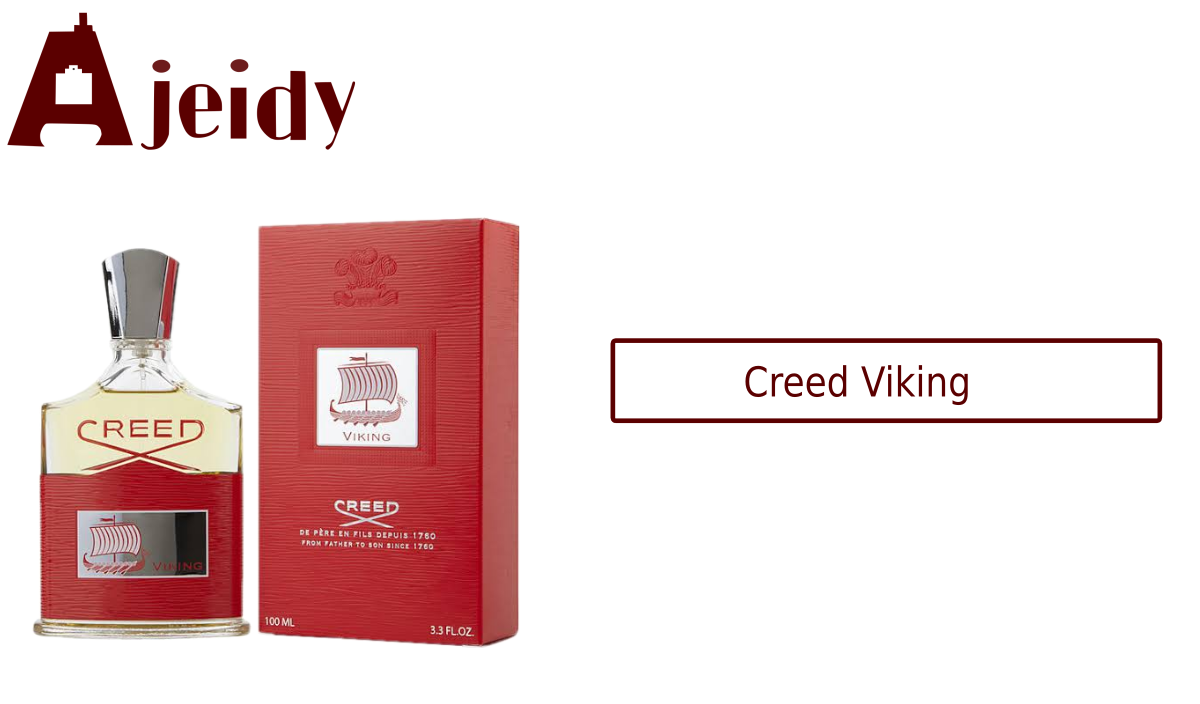 Ajeidy
CREED
VIKING
VIKING
CREED
DE PÈRE EN FILS DEPUIS 1760
FROM FATHER TO SON SINCE 1760
100 ML
3.3 FL.OZ.
Creed Viking